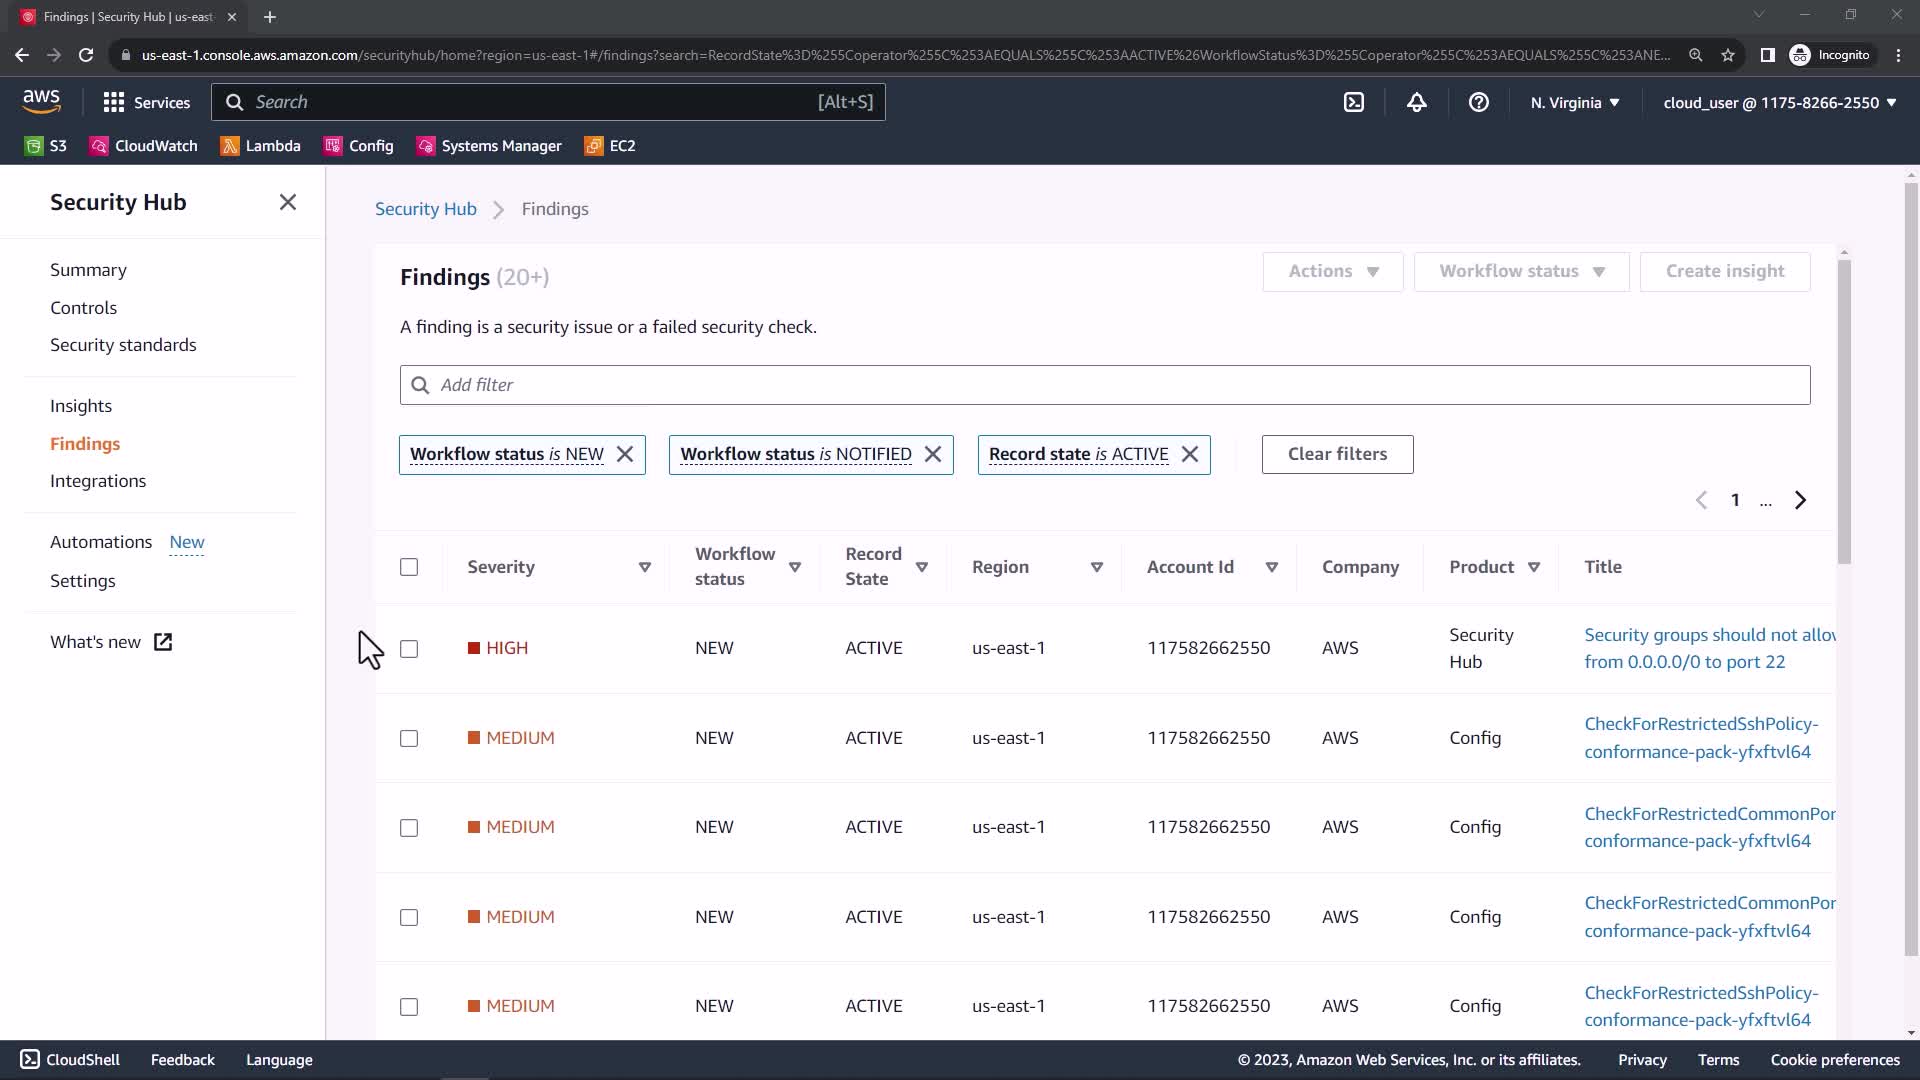 Findings | Security Hub | us-east-
us-east-1.console.aws.amazon.com/securityhub/home?region=us-east-1#/findings?search=RecordState%3D%255Coperator%255C%253AEQUALS%255C%253AACTIVE%26WorkflowStatus%3D%255Coperator%255C%253AEQUALS%255C%253ANE...
Incognito
aws
Services
Search
[Alt+S]
N. Virginia
cloud_user @ 1175-8266-2550
S3
CloudWatch
Lambda
Config
Systems Manager
EC2
Security Hub
Summary
Controls
Security standards
Insights
Findings
Integrations
Automations New
Settings
What's new
Security Hub > Findings
Findings (20+)
Actions
Workflow status
Create insight
A finding is a security issue or a failed security check.
Add filter
Workflow status is NEW
Workflow status is NOTIFIED
Record state is ACTIVE
Clear filters
1 ...
Severity
Workflow status
Record State
Region
Account Id
Company
Product
Title
HIGH NEW ACTIVE us-east-1 117582662550 AWS Security Hub Security groups should not allow from 0.0.0.0/0 to port 22
MEDIUM NEW ACTIVE us-east-1 117582662550 AWS Config CheckForRestrictedSshPolicy-conformance-pack-yfxftvl64
MEDIUM NEW ACTIVE us-east-1 117582662550 AWS Config CheckForRestrictedCommonPor conformance-pack-yfxftvl64
MEDIUM NEW ACTIVE us-east-1 117582662550 AWS Config CheckForRestrictedCommonPor conformance-pack-yfxftvl64
MEDIUM NEW ACTIVE us-east-1 117582662550 AWS Config CheckForRestrictedSshPolicy-conformance-pack-yfxftvl64
CloudShell
Feedback
Language
© 2023, Amazon Web Services, Inc. or its affiliates.
Privacy
Terms
Cookie preferences